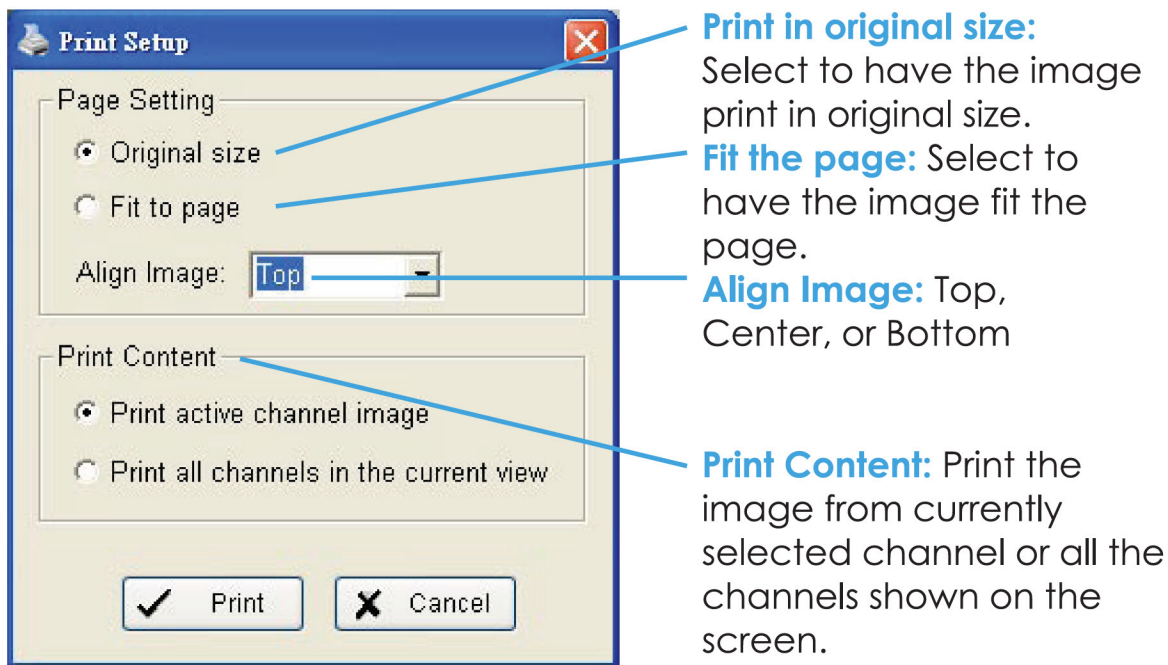 Print Setup
Page Setting
Original size
Fit to page
Align Image: Top
Print Content
Print active channel image
Print all channels in the current view
Print Cancel
Print in original size:
Select to have the image
print in original size.
Fit the page: Select to
have the image fit the
page.
Align Image: Top,
Center, or Bottom
Print Content: Print the
image from currently
selected channel or all the
channels shown on the
screen.